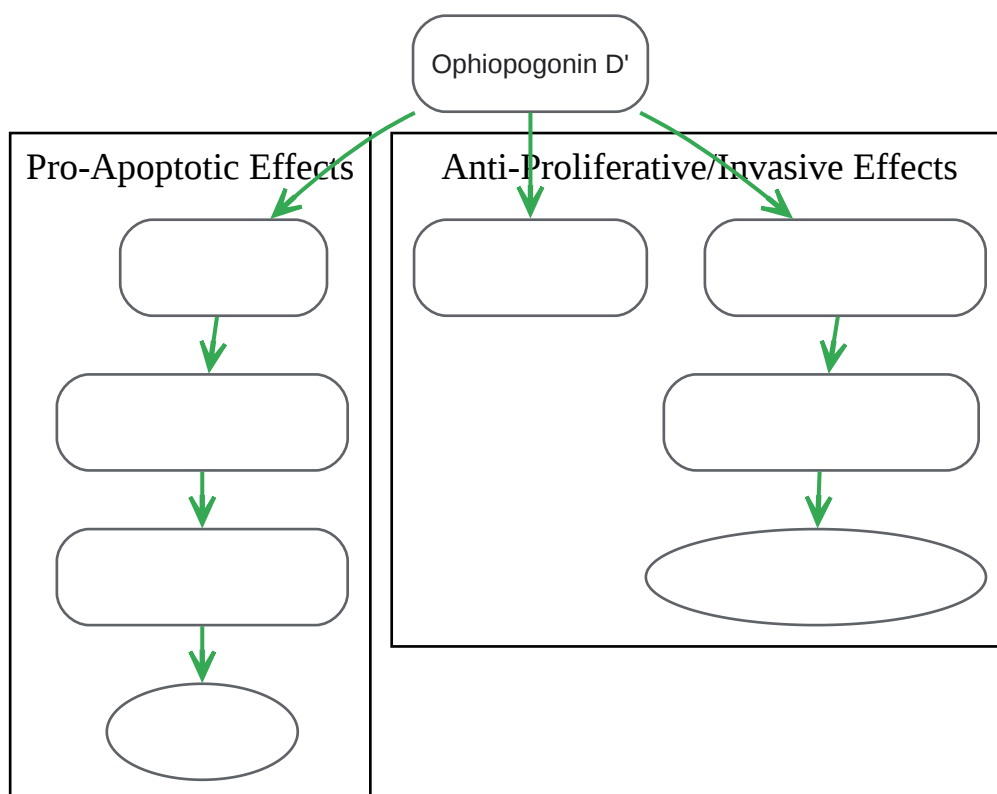 Ophiopogonin D'
Pro-Apoptotic Effects
Anti-Proliferative/Invasive Effects